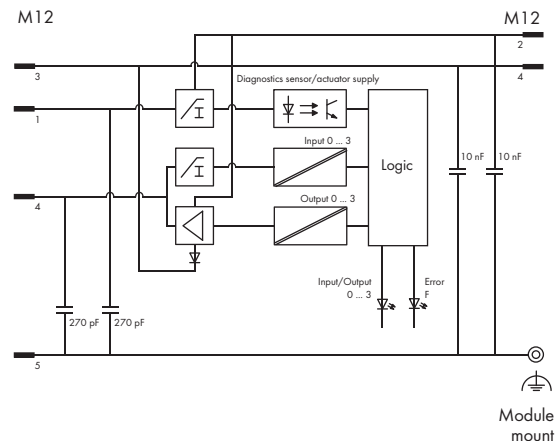 M12
M12
2
3
4
Diagnostics sensor/actuator supply
1
Input 0 ... 3
10 nF
10 nF
Logic
4
Output 0 ... 3
Input/Output
0 ... 3
Error
F
270 pF
270 pF
5
Module
mount